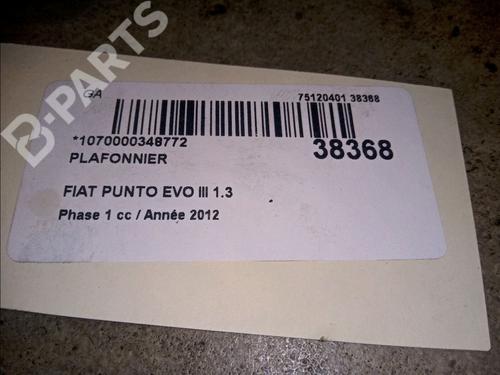 B-PARTS
GA
75120401 38368
*1070000348772
38368
PLAFONNIER
FIAT PUNTO EVO III 1.3
Phase 1 cc / Année 2012